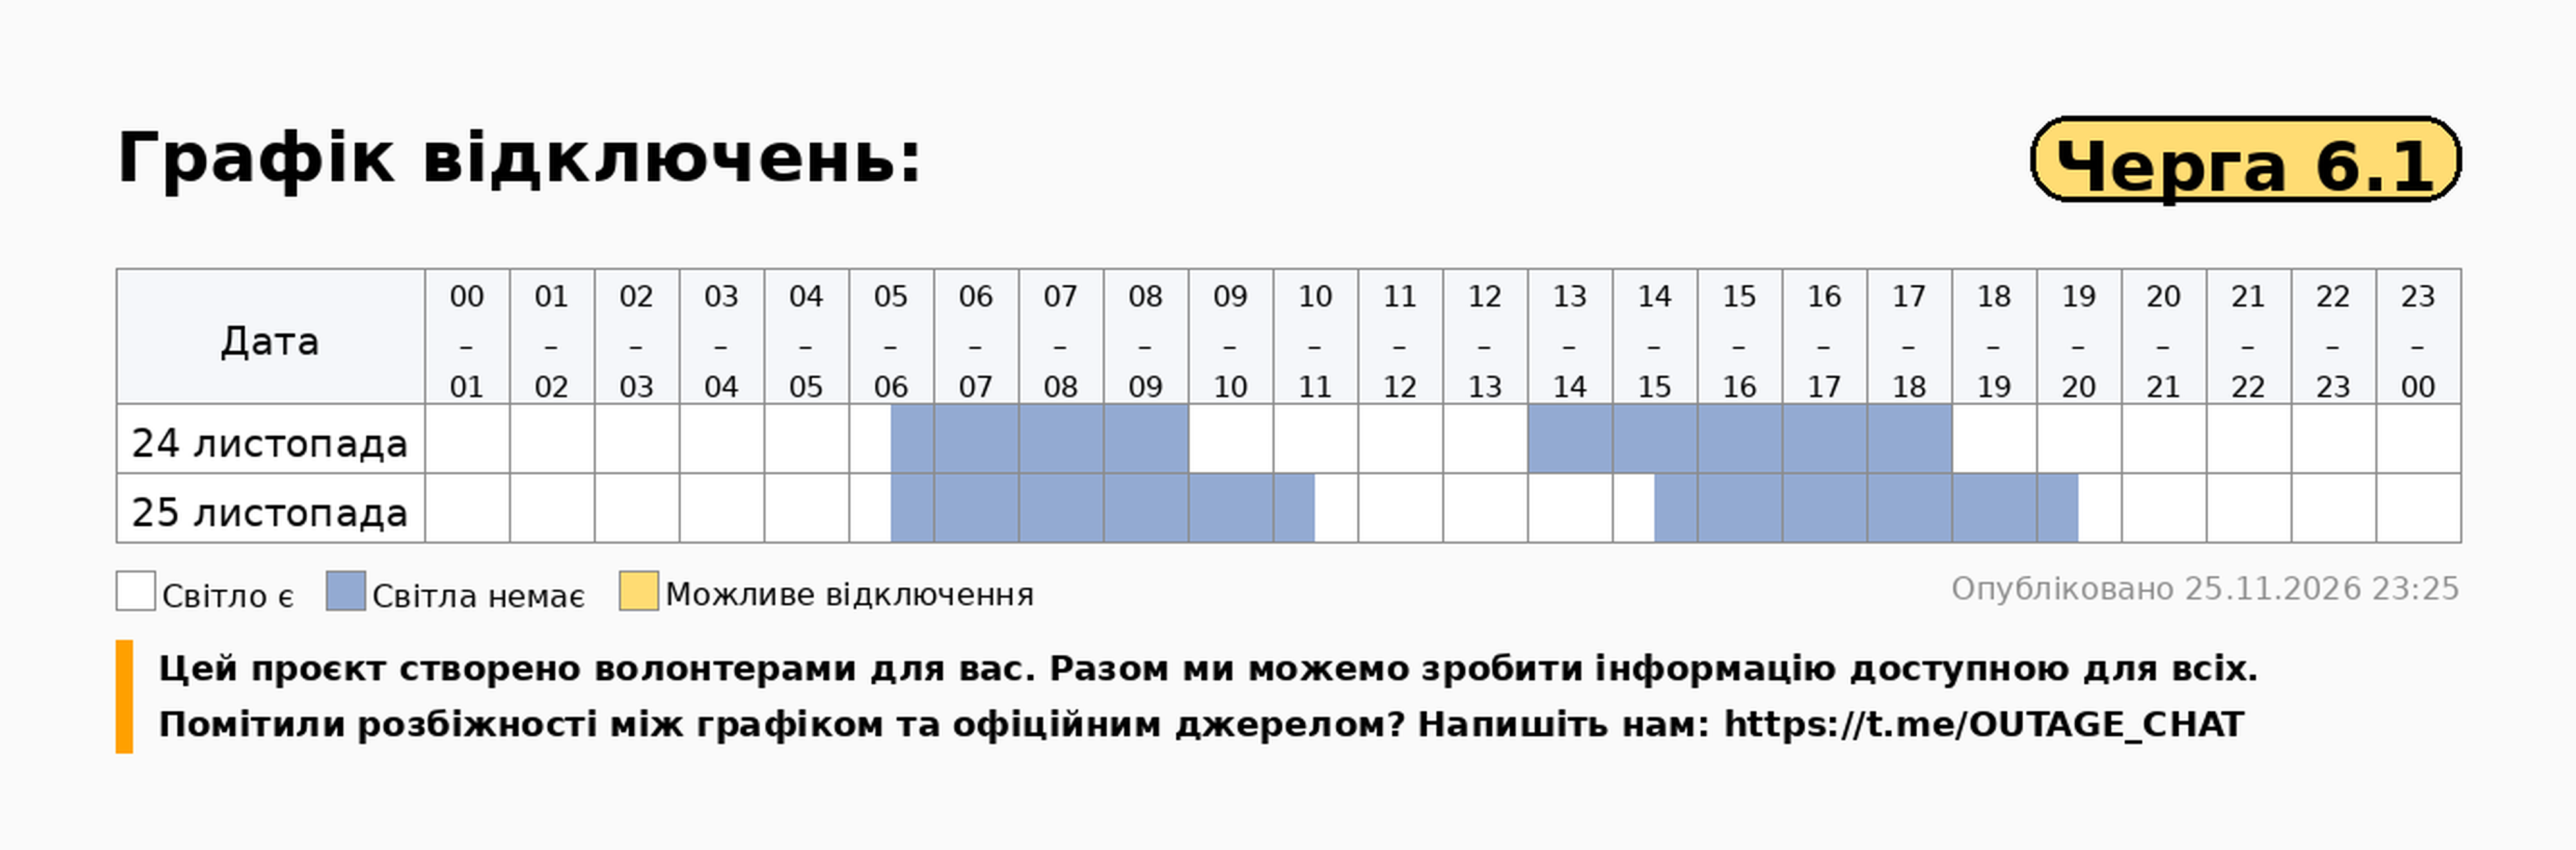 Графік відключень:
Черга 6.1
Дата
00 – 01
01 – 02
02 – 03
03 – 04
04 – 05
05 – 06
06 – 07
07 – 08
08 – 09
09 – 10
10 – 11
11 – 12
12 – 13
13 – 14
14 – 15
15 – 16
16 – 17
17 – 18
18 – 19
19 – 20
20 – 21
21 – 22
22 – 23
23 – 00
24 листопада
25 листопада
Світло є
Світла немає
Можливе відключення
Опубліковано 25.11.2026 23:25
Цей проєкт створено волонтерами для вас. Разом ми можемо зробити інформацію доступною для всіх.
Помітили розбіжності між графіком та офіційним джерелом? Напишіть нам: https://t.me/OUTAGE_CHAT